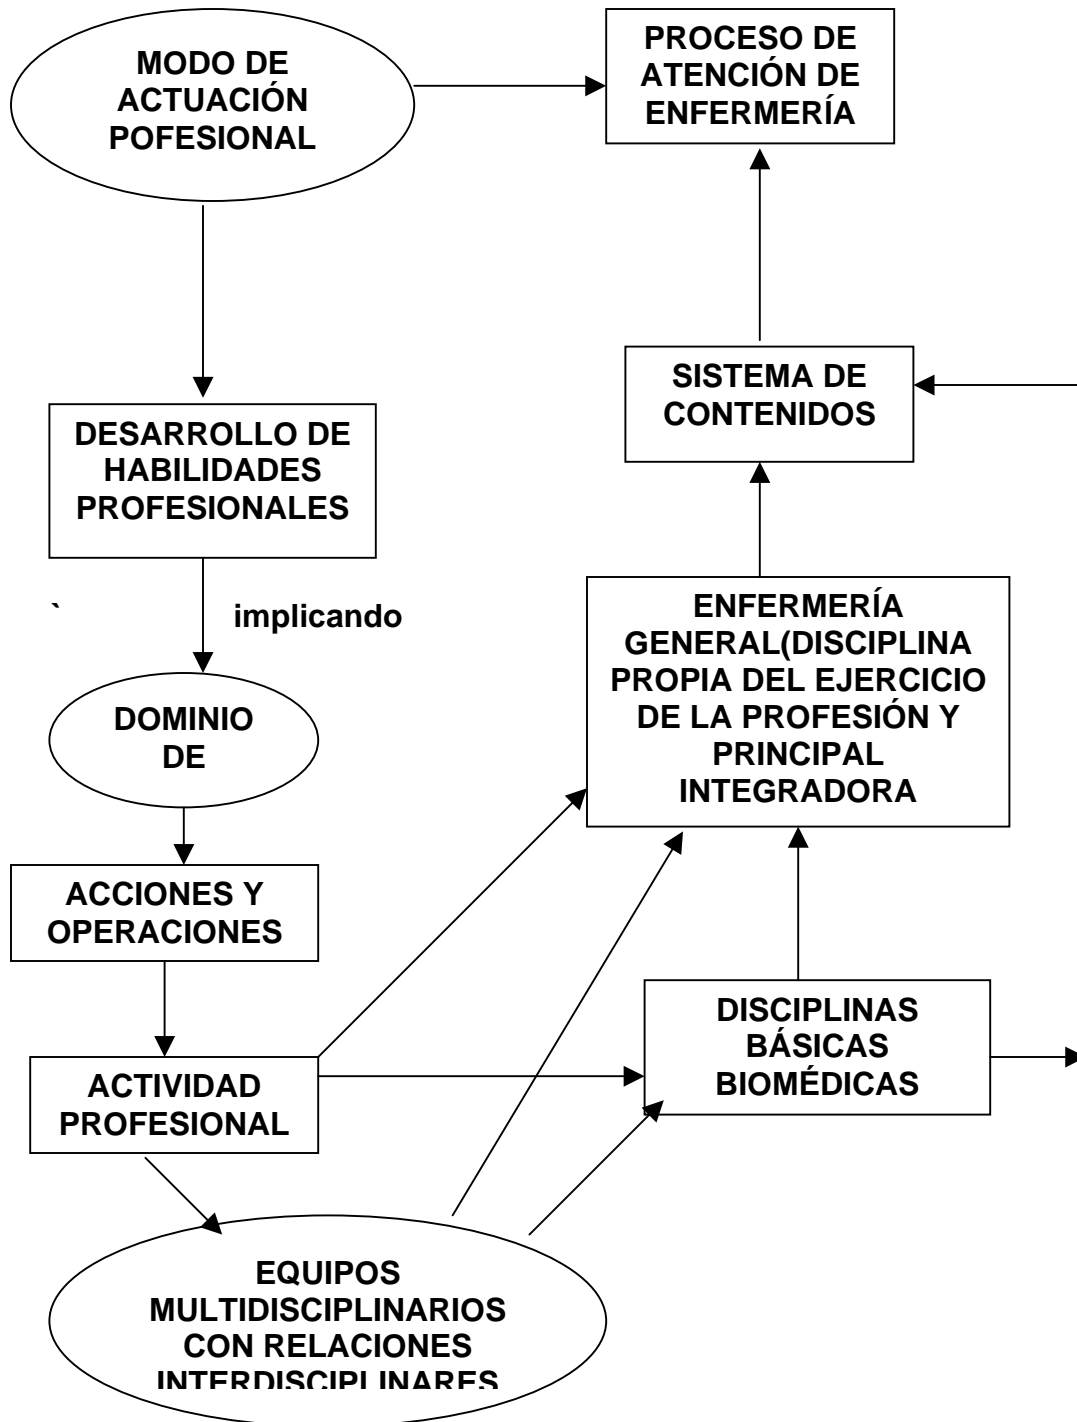 MODO DE
ACTUACIÓN
POFESIONAL
PROCESO DE
ATENCIÓN DE
ENFERMERÍA
SISTEMA DE
CONTENIDOS
DESARROLLO DE
HABILIDADES
PROFESIONALES
` implicando
ENFERMERÍA
GENERAL(DISCIPLINA
PROPIA DEL EJERCICIO
DE LA PROFESIÓN Y
PRINCIPAL
INTEGRADORA
DOMINIO
DE
ACCIONES Y
OPERACIONES
DISCIPLINAS
BÁSICAS
BIOMÉDICAS
ACTIVIDAD
PROFESIONAL
EQUIPOS
MULTIDISCIPLINARIOS
CON RELACIONES
INTERDISCIPLINARES